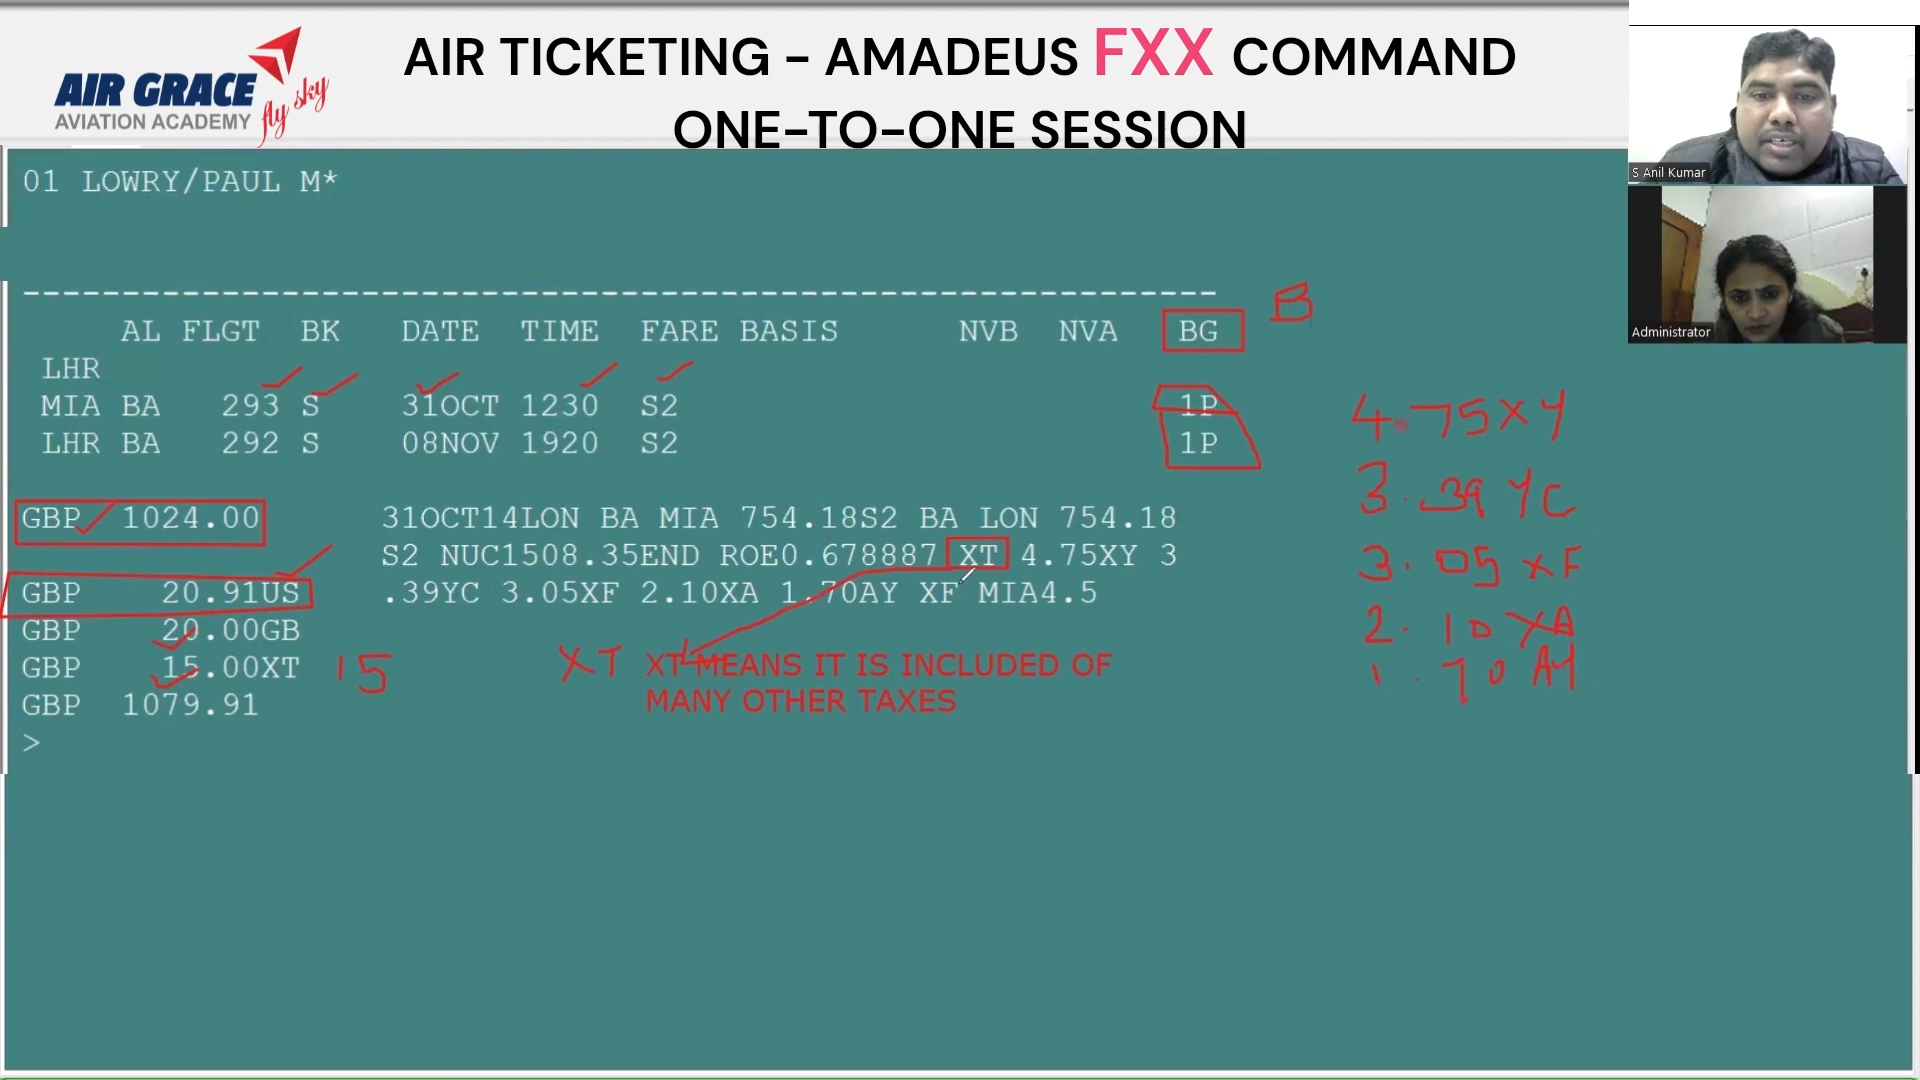 AIR GRACE
AVIATION ACADEMY
fly sky
AIR TICKETING - AMADEUS FXX COMMAND
ONE-TO-ONE SESSION
S Anil Kumar
Administrator
01 LOWRY/PAUL M*
------------------------------------------------------------
AL FLGT BK DATE TIME FARE BASIS NVB NVA BG B
LHR
MIA BA 293 S 31OCT 1230 S2 1P
LHR BA 292 S 08NOV 1920 S2 1P
GBP 1024.00 31OCT14LON BA MIA 754.18S2 BA LON 754.18
S2 NUC1508.35END ROE0.678887 XT 4.75XY 3
GBP 20.91US .39YC 3.05XF 2.10XA 1.70AY XF MIA4.5
GBP 20.00GB
GBP 15.00XT 15
GBP 1079.91
>
XT XT MEANS IT IS INCLUDED OF
MANY OTHER TAXES
4.75XY
3.39YC
3.05XF
2.10XA
1.70AY